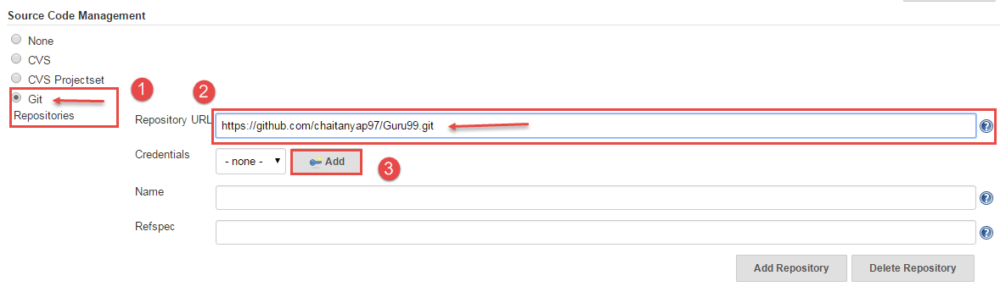 Source Code Management
None
CVS
CVS Projectset
Git
1
2
Repositories
Repository URL
https://github.com/chaitanyap97/Guru99.git
?
Credentials
- none -
Add
3
Name
?
Refspec
?
Add Repository
Delete Repository